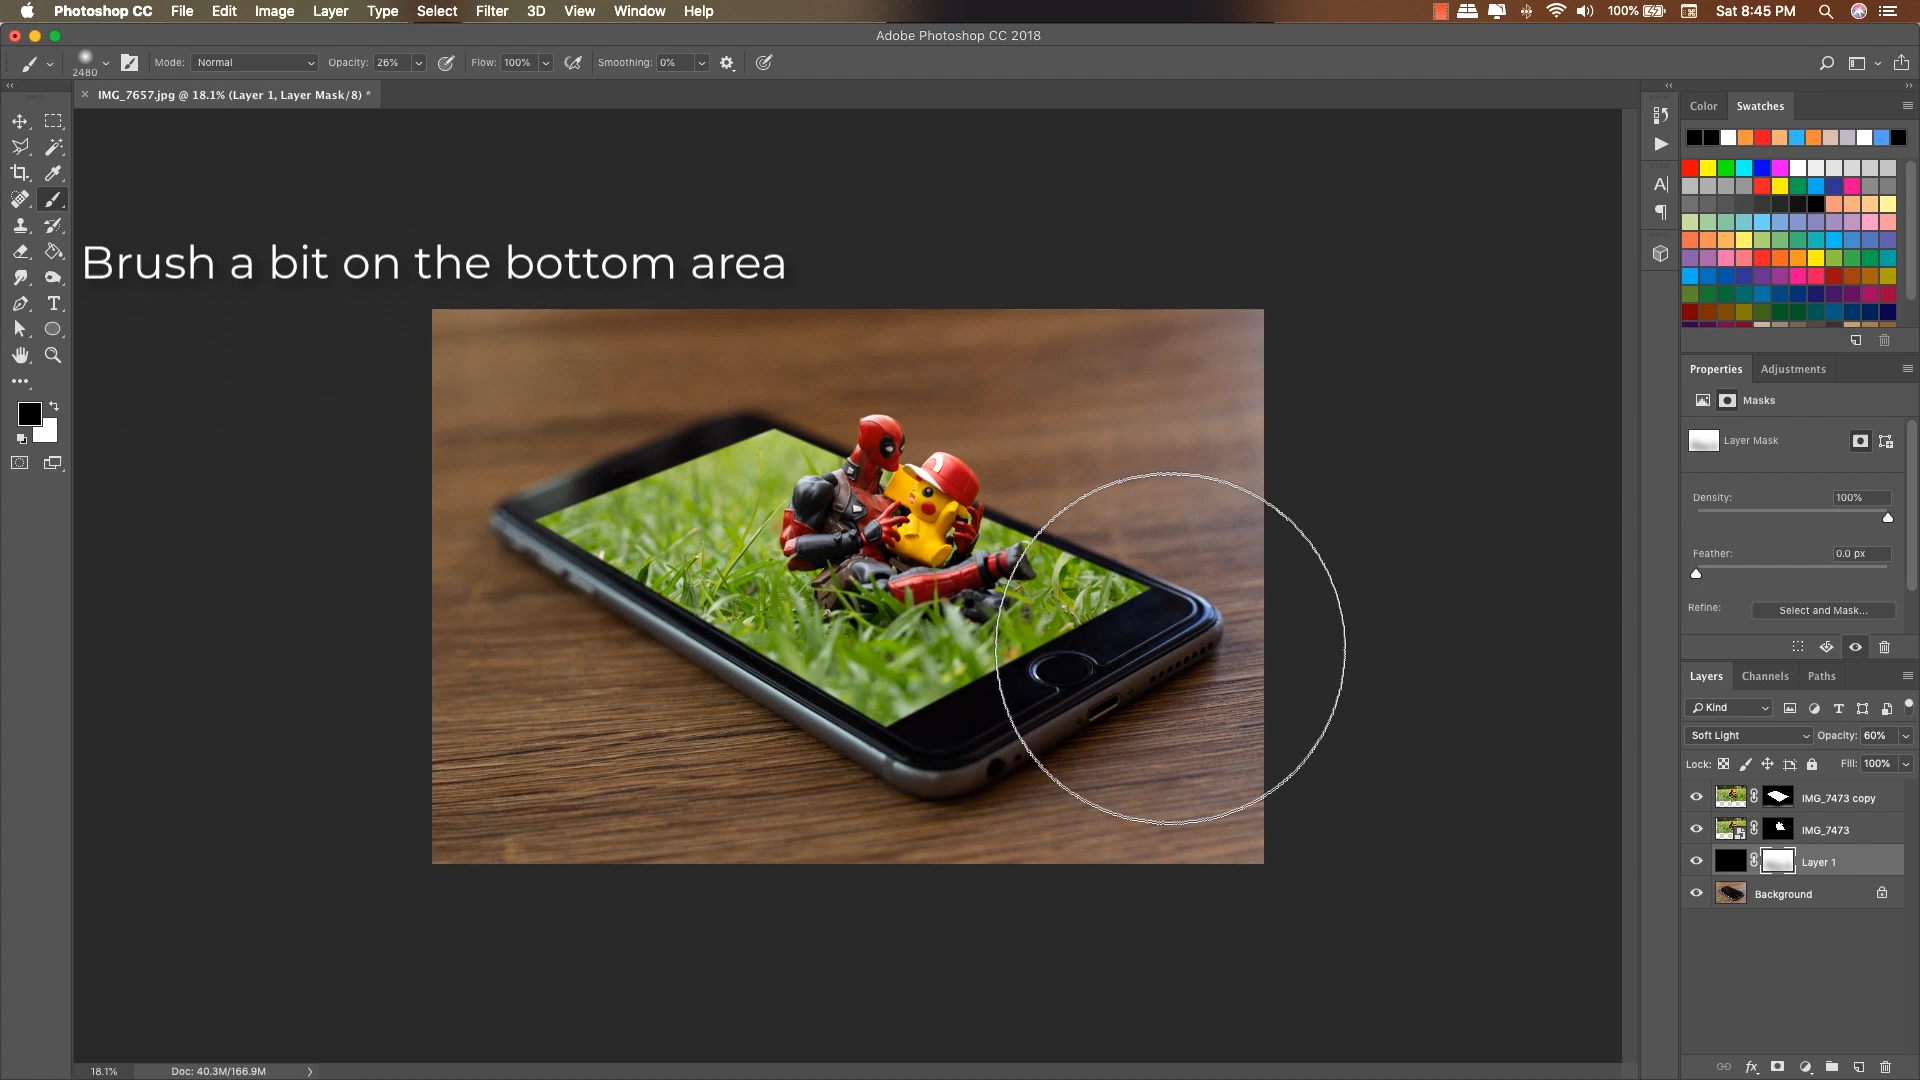 Photoshop CC File Edit Image Layer Type Select Filter 3D View Window Help 100% Sat 8:45 PM
Adobe Photoshop CC 2018
2480 Mode: Normal Opacity: 26% Flow: 100% Smoothing: 0%
× IMG_7657.jpg @ 18.1% (Layer 1, Layer Mask/8) *
Color Swatches
Brush a bit on the bottom area
Properties Adjustments
Masks
Layer Mask
Density: 100%
Feather: 0.0 px
Refine: Select and Mask...
Layers Channels Paths
Kind
Soft Light Opacity: 60%
Lock: Fill: 100%
IMG_7473 copy
IMG_7473
Layer 1
Background
18.1% Doc: 40.3M/166.9M